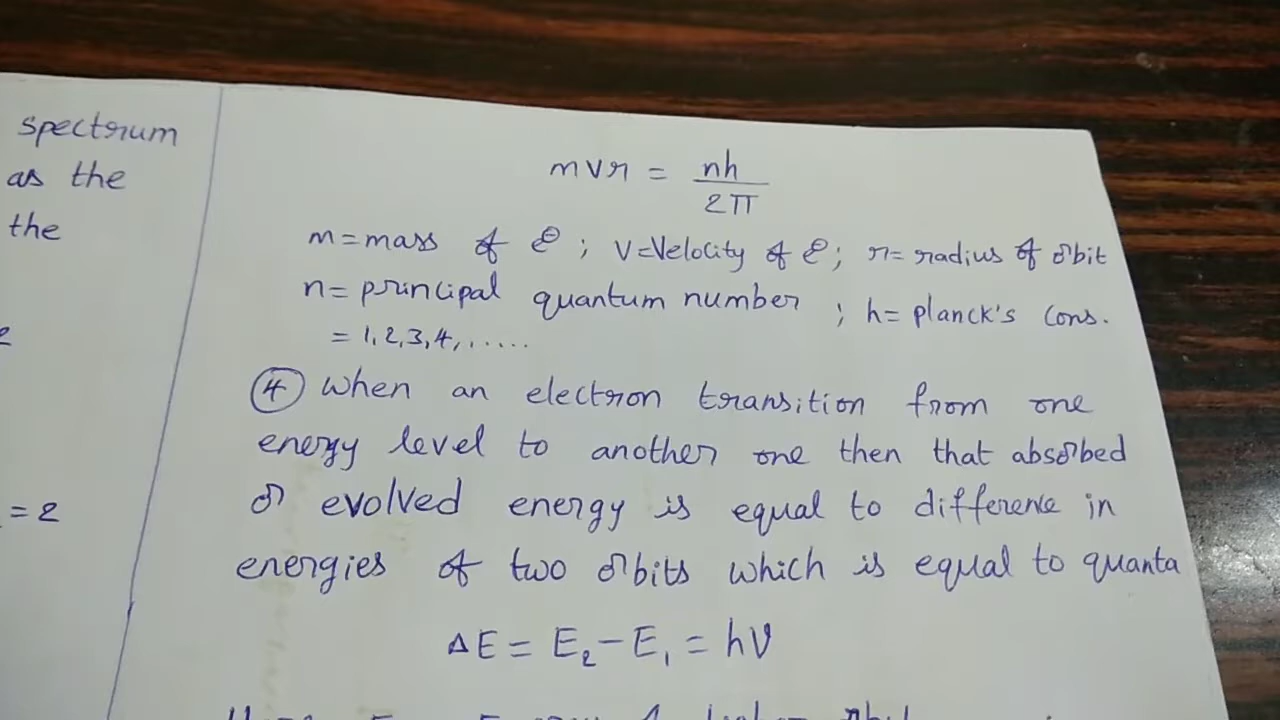 spectrum
as the
the
2
= 2
mvr = nh
2π
m=mass of e⊖ ; v=Velocity of e; r= radius of orbit
n= principal quantum number ; h= planck's cons.
= 1,2,3,4,.....
④ When an electron transition from one
energy level to another one then that absorbed
or evolved energy is equal to difference in
energies of two orbits which is equal to quanta
ΔE = E₂ - E₁ = hν